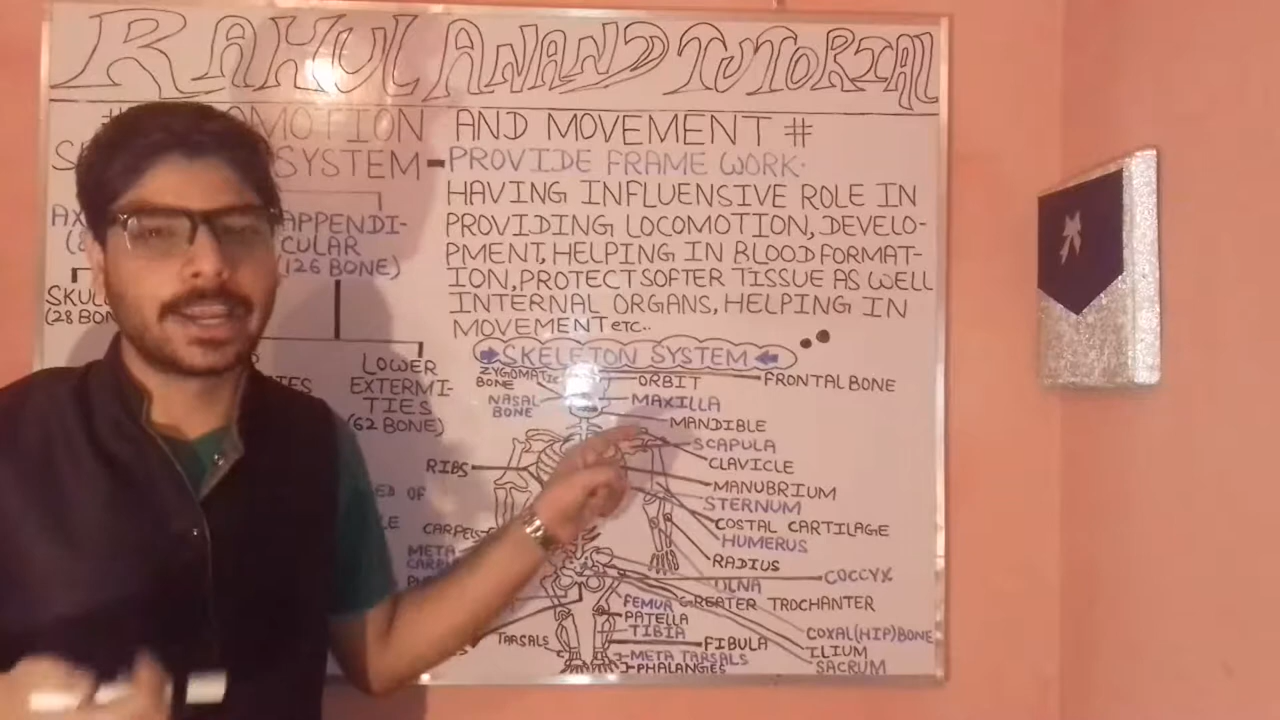 RAHUL ANAND TUTORIAL
AND MOVEMENT #
SYSTEM-PROVIDE FRAME WORK.
HAVING INFLUENSIVE ROLE IN
PROVIDING LOCOMOTION, DEVELO-
PMENT, HELPING IN BLOOD FORMAT-
ION, PROTECT SOFTER TISSUE AS WELL
INTERNAL ORGANS, HELPING IN
MOVEMENT etc..
APPENDI-
CULAR
(126 BONE)
LOWER
EXTERMI-
TIES
(62 BONE)
SKELETON SYSTEM
ZYGOMATIC
BONE
ORBIT
FRONTAL BONE
NASAL
BONE
MAXILLA
MANDIBLE
SCAPULA
CLAVICLE
RIBS
MANUBRIUM
STERNUM
COSTAL CARTILAGE
CARPELS
HUMERUS
META
RADIUS
COCCYX
ULNA
FEMUR
GREATER TROCHANTER
PATELLA
TIBIA
COXAL(HIP)BONE
TARSALS
FIBULA
ILIUM
META TARSALS
SACRUM
PHALANGIES